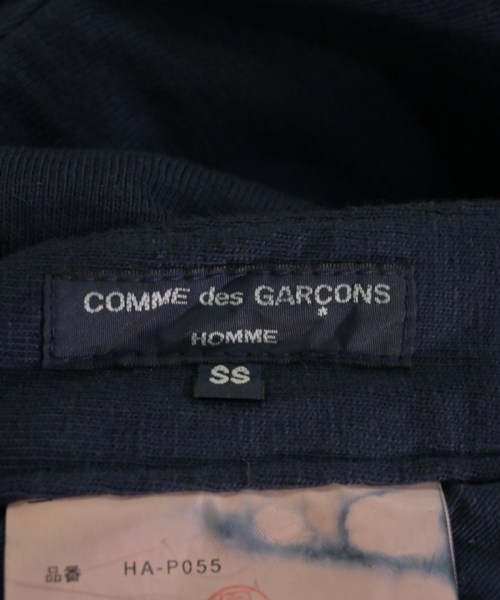 COMME des GARÇONS
HOMME
SS
品番 HA-P055